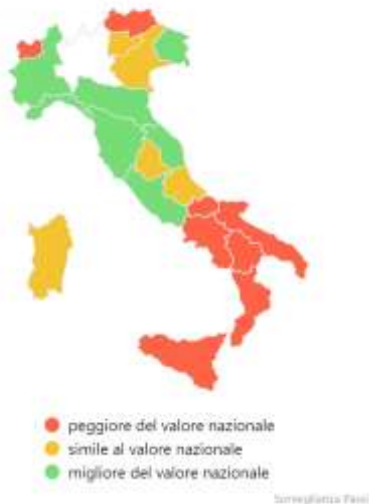 peggiore del valore nazionale
simile al valore nazionale
migliore del valore nazionale
Sorveglianza Passi